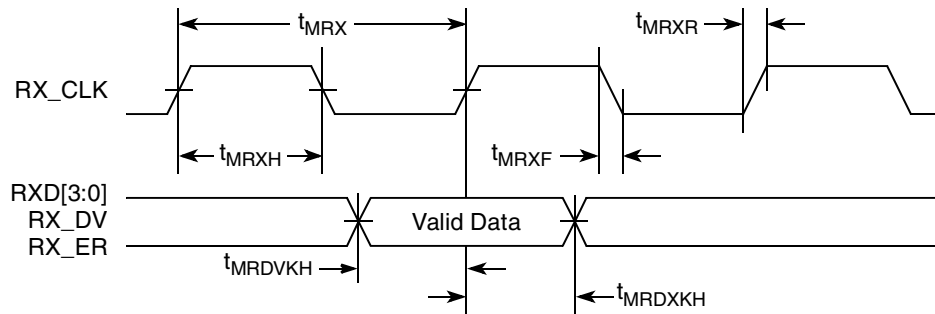 tMRX
tMRXR
RX_CLK
tMRXH
tMRXF
RXD[3:0]
RX_DV
Valid Data
RX_ER
tMRDVKH
tMRDXKH